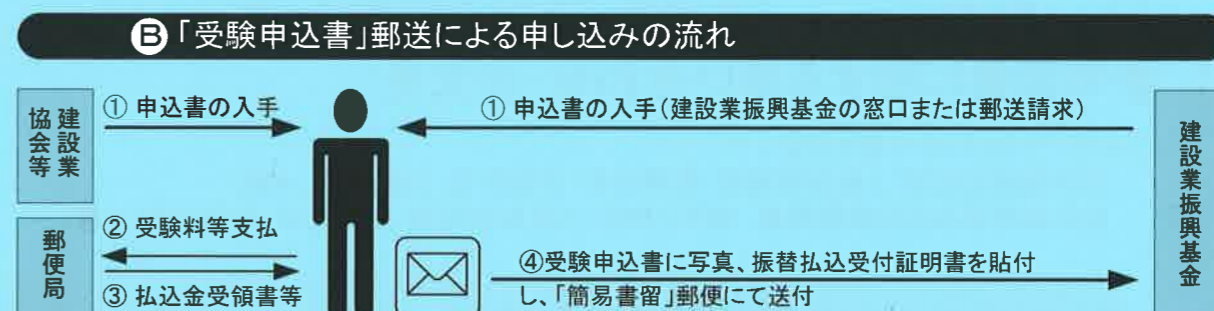 Ⓑ「受験申込書」郵送による申し込みの流れ
建設業
協会等
① 申込書の入手
① 申込書の入手(建設業振興基金の窓口または郵送請求)
建設業振興基金
郵便局
② 受験料等支払
③ 払込金受領書等
④受験申込書に写真、振替払込受付証明書を貼付
し、「簡易書留」郵便にて送付